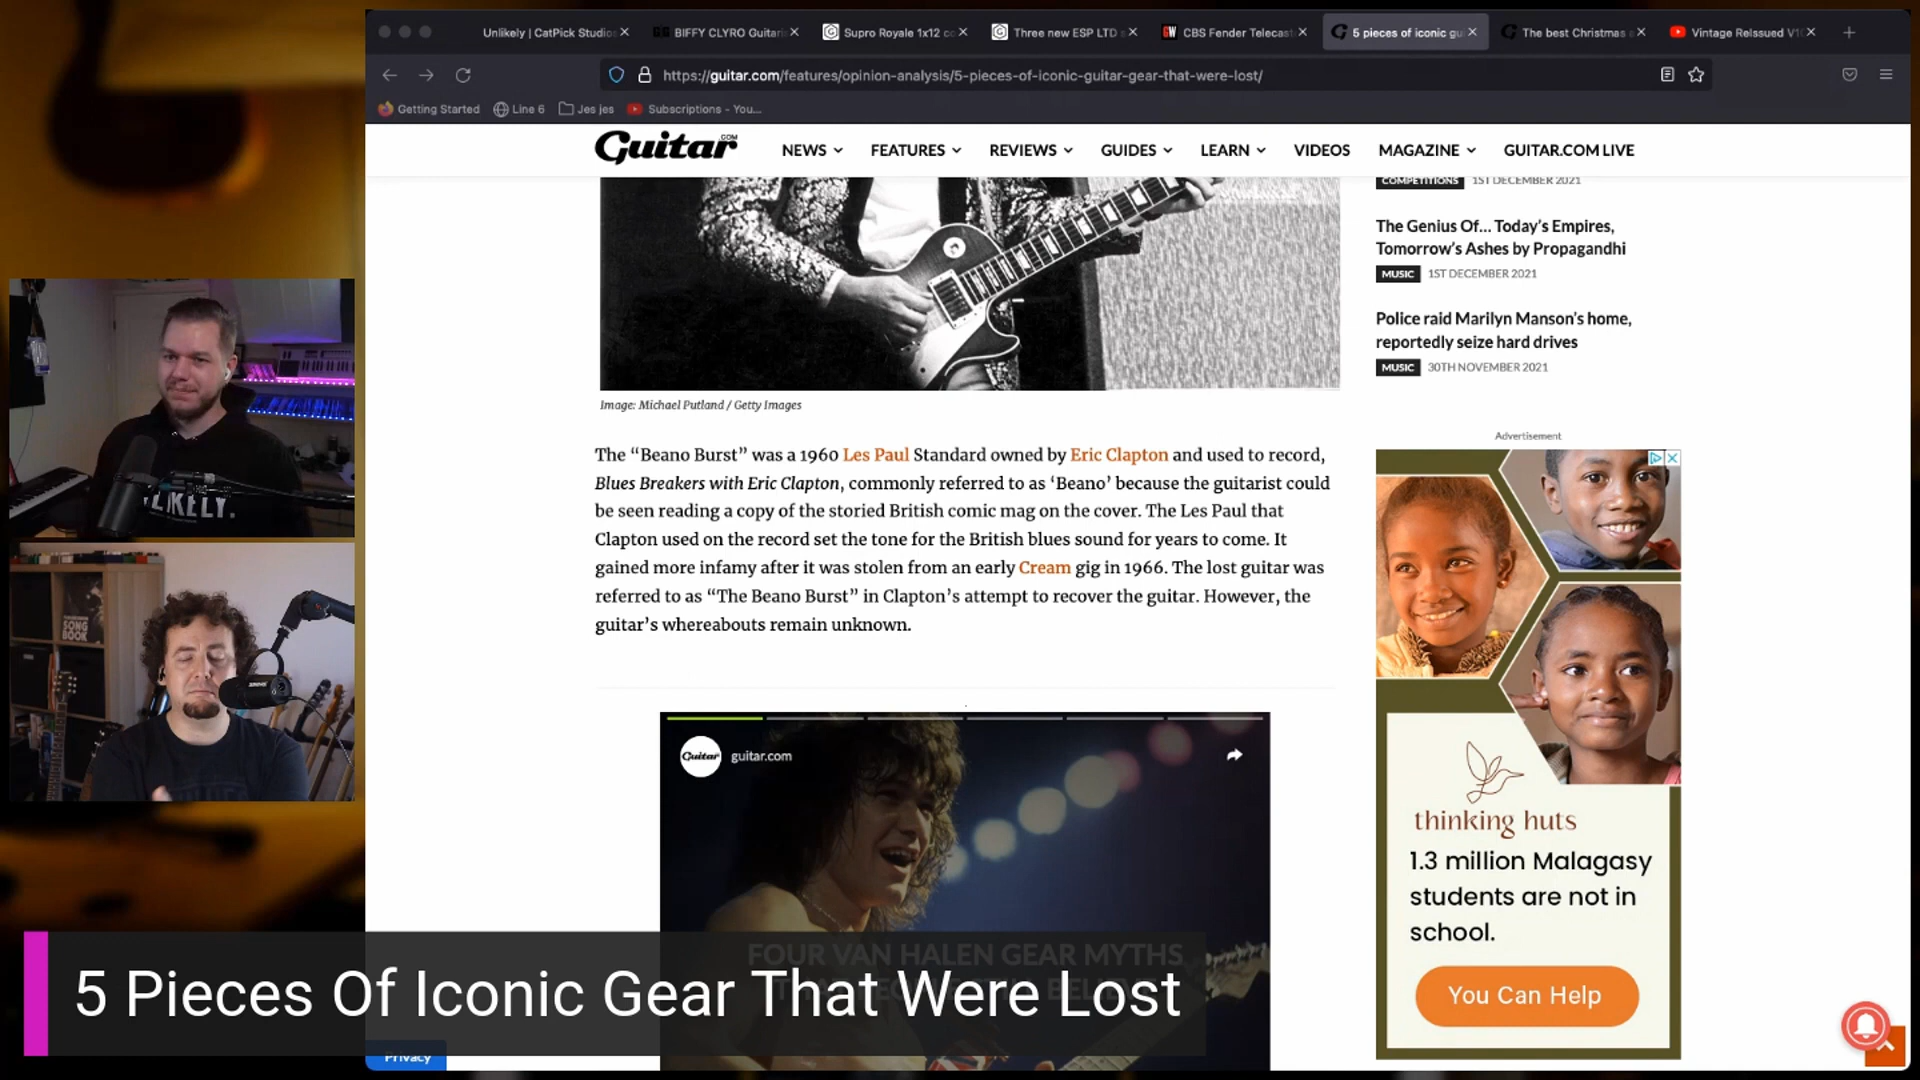 Unlikely | CatPick Studio
BIFFY CLYRO Guitari
Supro Royale 1x12 co
Three new ESP LTD s
CBS Fender Telecast
5 pieces of iconic gu
The best Christmas a
Vintage ReIssued V1
https://guitar.com/features/opinion-analysis/5-pieces-of-iconic-guitar-gear-that-were-lost/
Getting Started
Line 6
Jes jes
Subscriptions - You...
Guitar .COM
NEWS
FEATURES
REVIEWS
GUIDES
LEARN
VIDEOS
MAGAZINE
GUITAR.COM LIVE
COMPETITIONS 1ST DECEMBER 2021
The Genius Of... Today's Empires,
Tomorrow's Ashes by Propagandhi
MUSIC 1ST DECEMBER 2021
Police raid Marilyn Manson's home,
reportedly seize hard drives
MUSIC 30TH NOVEMBER 2021
Image: Michael Putland / Getty Images
The “Beano Burst” was a 1960 Les Paul Standard owned by Eric Clapton and used to record,
Blues Breakers with Eric Clapton, commonly referred to as ‘Beano’ because the guitarist could
be seen reading a copy of the storied British comic mag on the cover. The Les Paul that
Clapton used on the record set the tone for the British blues sound for years to come. It
gained more infamy after it was stolen from an early Cream gig in 1966. The lost guitar was
referred to as “The Beano Burst” in Clapton’s attempt to recover the guitar. However, the
guitar’s whereabouts remain unknown.
Guitar
guitar.com
FOUR VAN HALEN GEAR MYTHS
Advertisement
thinking huts
1.3 million Malagasy
students are not in
school.
You Can Help
SONG
BOOK
5 Pieces Of Iconic Gear That Were Lost
Privacy